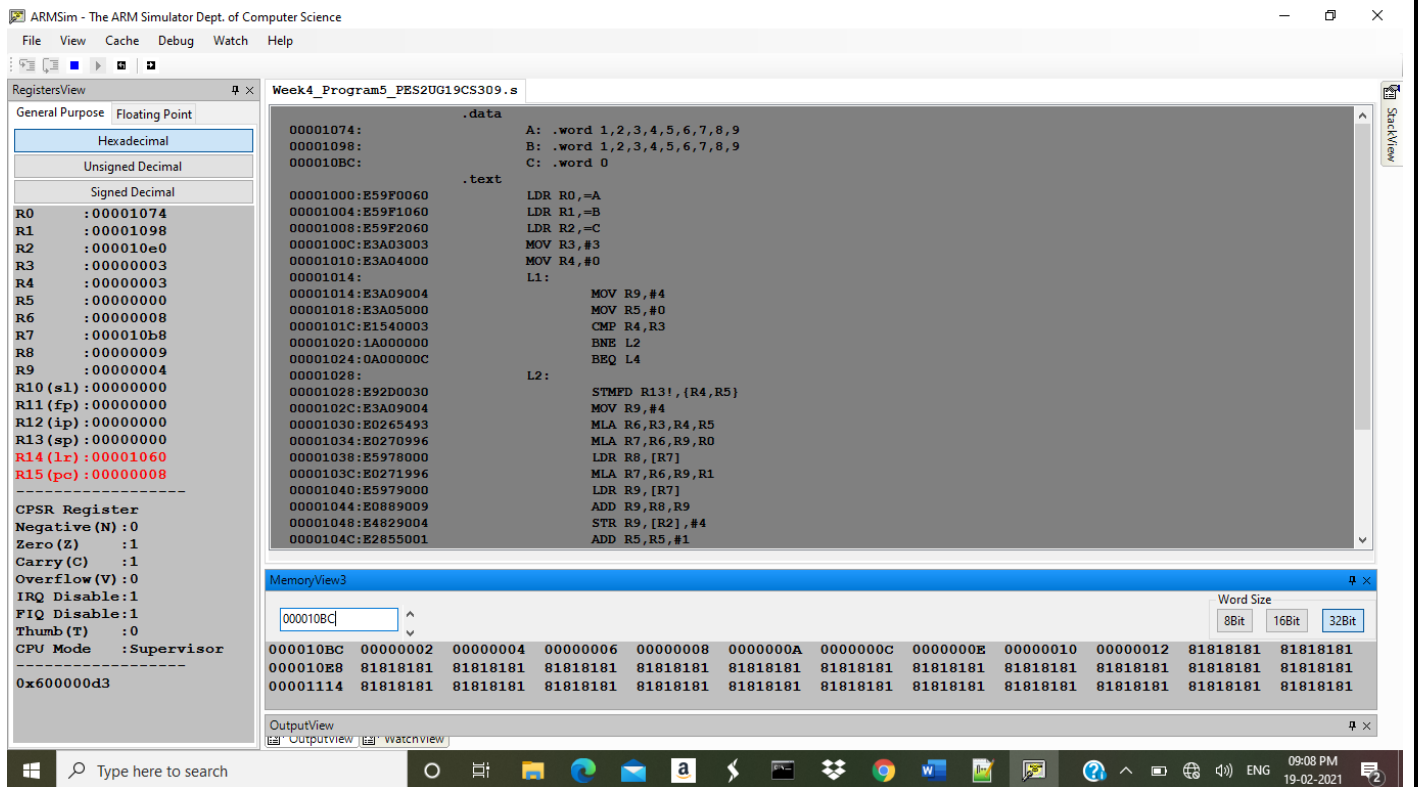 ARMSim - The ARM Simulator Dept. of Computer Science
File View Cache Debug Watch Help
RegistersView
General Purpose Floating Point
Hexadecimal
Unsigned Decimal
Signed Decimal
R0 :00001074
R1 :00001098
R2 :000010e0
R3 :00000003
R4 :00000003
R5 :00000000
R6 :00000008
R7 :000010b8
R8 :00000009
R9 :00000004
R10(sl):00000000
R11(fp):00000000
R12(ip):00000000
R13(sp):00000000
R14(lr):00001060
R15(pc):00000008
-------------------
CPSR Register
Negative(N):0
Zero(Z) :1
Carry(C) :1
Overflow(V):0
IRQ Disable:1
FIQ Disable:1
Thumb(T) :0
CPU Mode :Supervisor
-------------------
0x600000d3
Week4_Program5_PES2UG19CS309.s
.data
00001074: A: .word 1,2,3,4,5,6,7,8,9
00001098: B: .word 1,2,3,4,5,6,7,8,9
000010BC: C: .word 0
.text
00001000:E59F0060 LDR R0,=A
00001004:E59F1060 LDR R1,=B
00001008:E59F2060 LDR R2,=C
0000100C:E3A03003 MOV R3,#3
00001010:E3A04000 MOV R4,#0
00001014: L1:
00001014:E3A09004 MOV R9,#4
00001018:E3A05000 MOV R5,#0
0000101C:E1540003 CMP R4,R3
00001020:1A000000 BNE L2
00001024:0A00000C BEQ L4
00001028: L2:
00001028:E92D0030 STMFD R13!,{R4,R5}
0000102C:E3A09004 MOV R9,#4
00001030:E0265493 MLA R6,R3,R4,R5
00001034:E0270996 MLA R7,R6,R9,R0
00001038:E5978000 LDR R8,[R7]
0000103C:E0271996 MLA R7,R6,R9,R1
00001040:E5979000 LDR R9,[R7]
00001044:E0889009 ADD R9,R8,R9
00001048:E4829004 STR R9,[R2],#4
0000104C:E2855001 ADD R5,R5,#1
StackView
MemoryView3
000010BC
Word Size
8Bit 16Bit 32Bit
000010BC 00000002 00000004 00000006 00000008 0000000A 0000000C 0000000E 00000010 00000012 81818181 81818181
000010E8 81818181 81818181 81818181 81818181 81818181 81818181 81818181 81818181 81818181 81818181 81818181
00001114 81818181 81818181 81818181 81818181 81818181 81818181 81818181 81818181 81818181 81818181 81818181
OutputView
OutputView WatchView
Type here to search
ENG
09:08 PM
19-02-2021
2